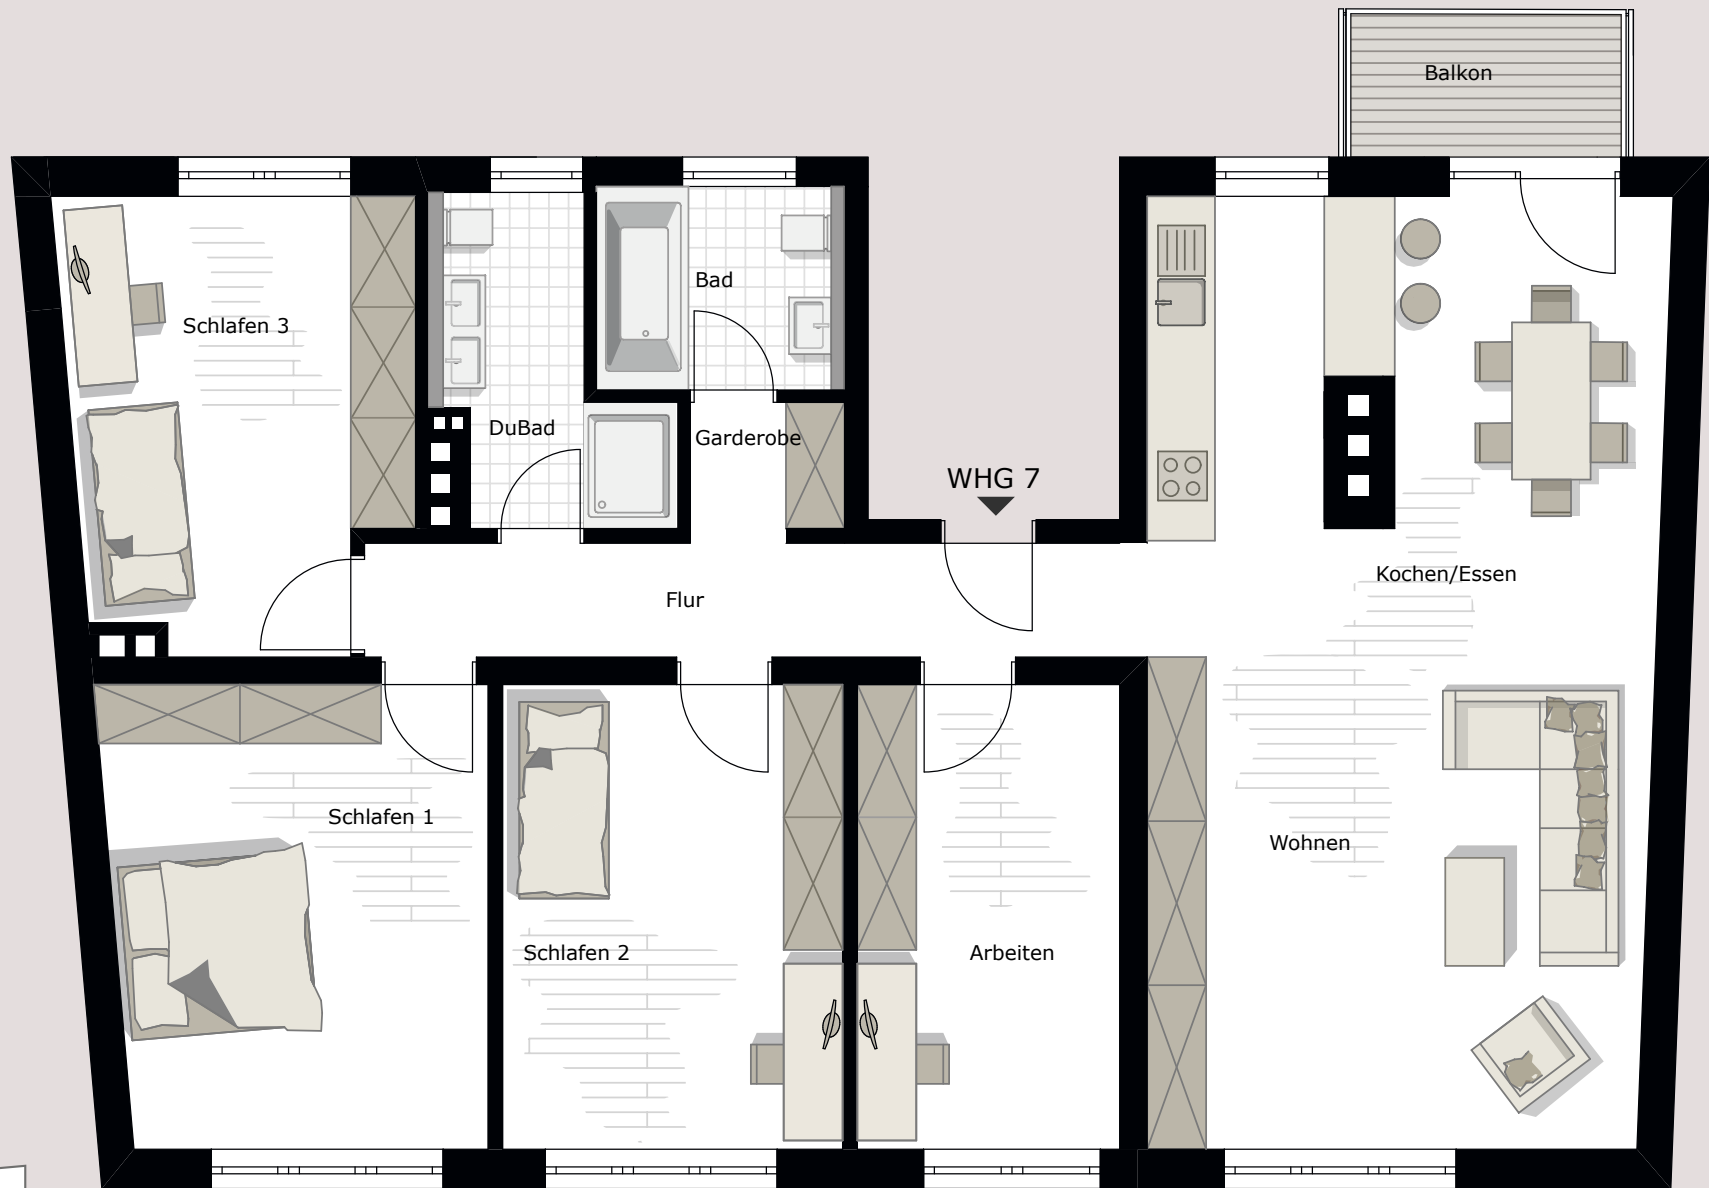 Balkon
Schlafen 3
Bad
DuBad
Garderobe
WHG 7
Kochen/Essen
Flur
Schlafen 1
Wohnen
Schlafen 2
Arbeiten